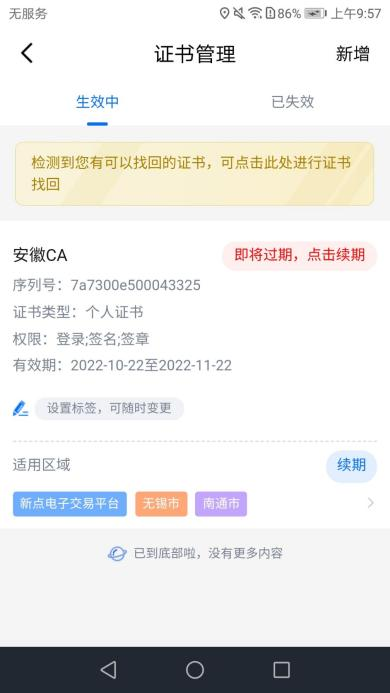 无服务 86% 上午9:57
证书管理 新增
生效中 已失效
检测到您有可以找回的证书，可点击此处进行证书
找回
安徽CA 即将过期，点击续期
序列号：7a7300e500043325
证书类型：个人证书
权限：登录;签名;签章
有效期：2022-10-22至2022-11-22
设置标签，可随时变更
适用区域 续期
新点电子交易平台 无锡市 南通市
已到底部啦，没有更多内容